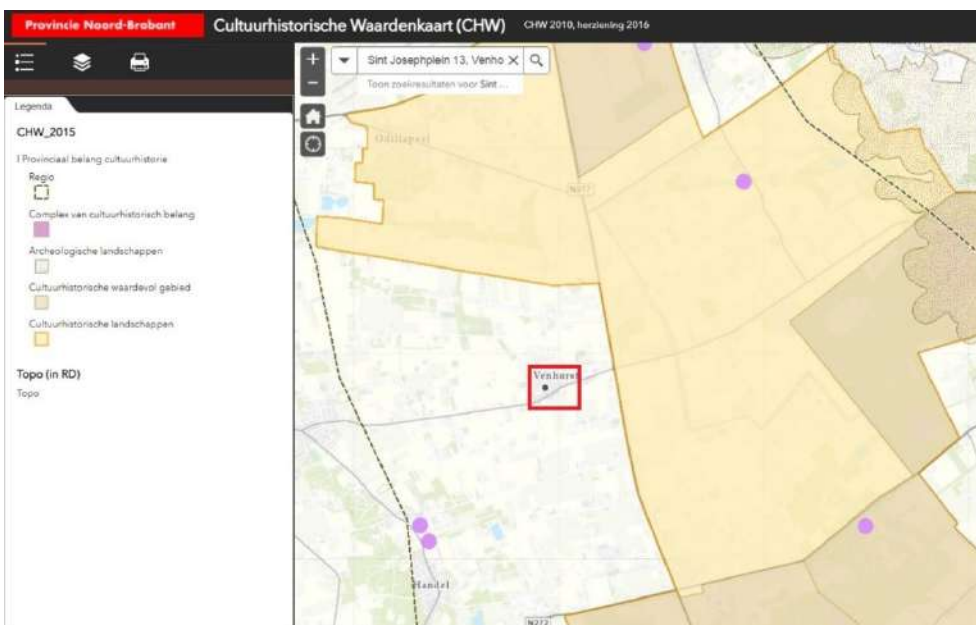 Provincie Noord-Brabant
Cultuurhistorische Waardenkaart (CHW)
CHW 2010, herziening 2016
Sint Josephplein 13, Venho
Toon zoekresultaten voor Sint ...
Legenda
CHW_2015
1 Provinciaal belang cultuurhistorie
Regio
Complex van cultuurhistorisch belang
Archeologische landschappen
Cultuurhistorische waardevol gebied
Cultuurhistorische landschappen
Topo (in RD)
Topo
Odiliapeel
N277
Venhorst
Handel
N272